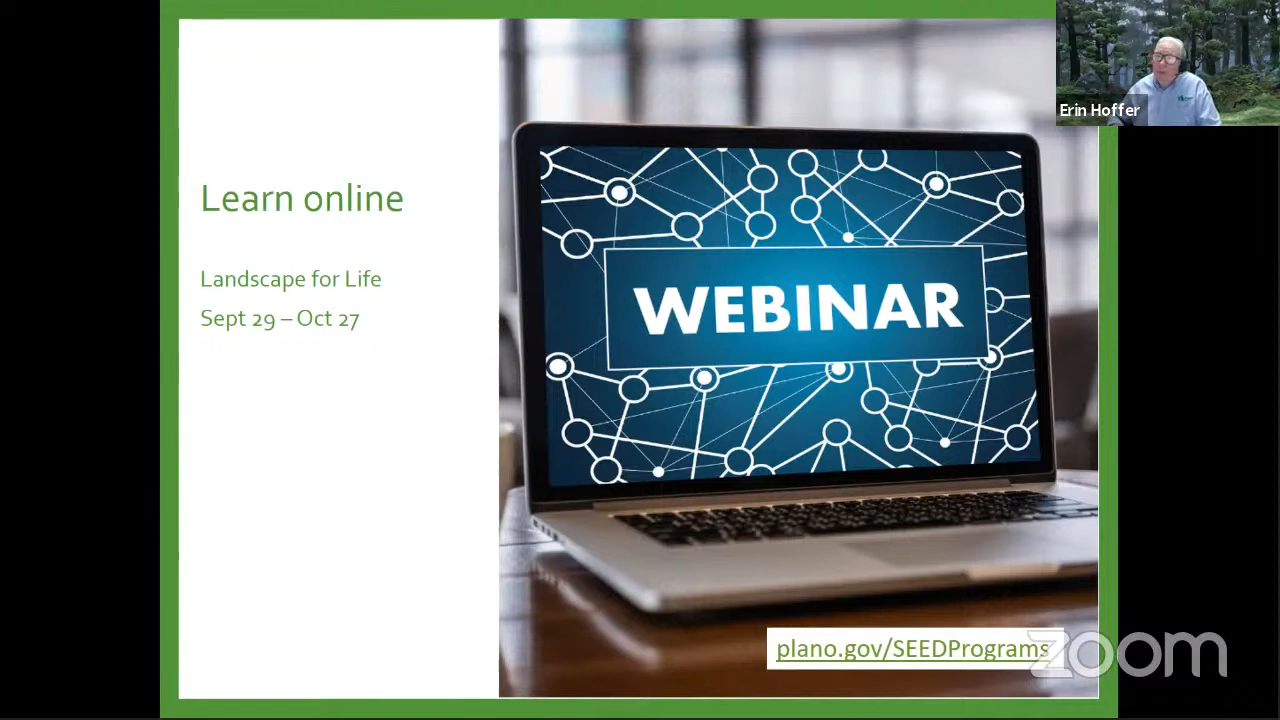 Erin Hoffer
Learn online
Landscape for Life
Sept 29 – Oct 27
WEBINAR
plano.gov/SEEDPrograms
zoom